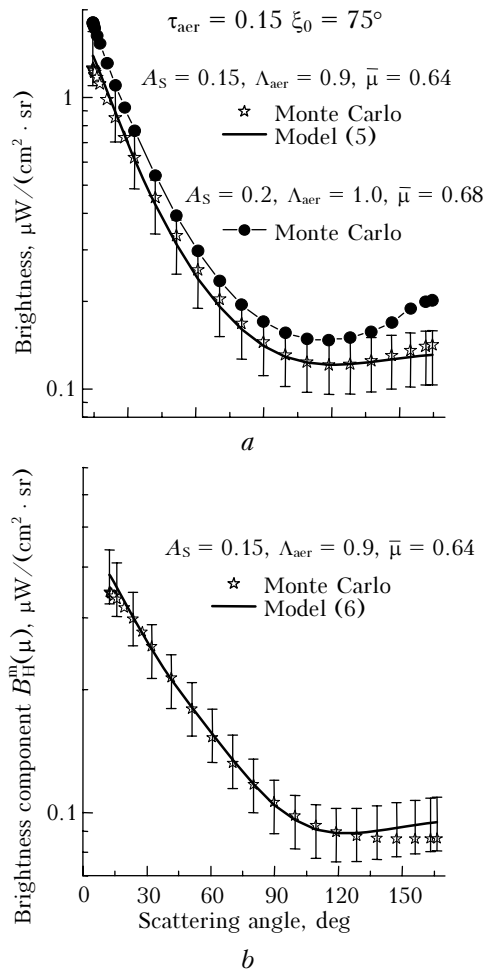 τaer = 0.15 ξ0 = 75°
AS = 0.15, Λaer = 0.9, μ̄ = 0.64
Monte Carlo
Model (5)
AS = 0.2, Λaer = 1.0, μ̄ = 0.68
Monte Carlo
Brightness, μW/(cm² · sr)
1
0.1
a
AS = 0.15, Λaer = 0.9, μ̄ = 0.64
Monte Carlo
Model (6)
Brightness component BHm(μ), μW/(cm² · sr)
0.1
0 30 60 90 120 150
Scattering angle, deg
b